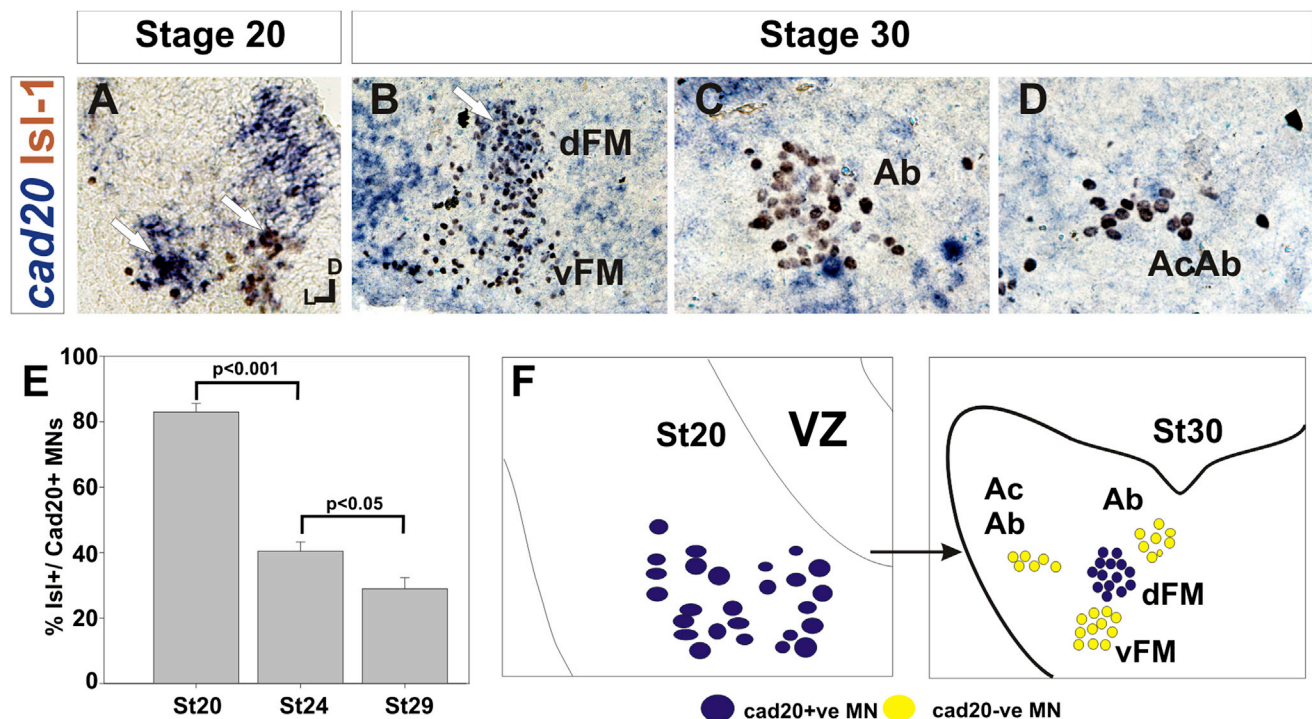 Stage 20
Stage 30
cad20 Isl-1
A
D
L
B
dFM
vFM
C
Ab
D
AcAb
E
% Isl+/ Cad20+ MNs
100
80
60
40
20
0
p<0.001
p<0.05
St20
St24
St29
F
St20
VZ
St30
Ac
Ab
Ab
dFM
vFM
cad20+ve MN
cad20-ve MN